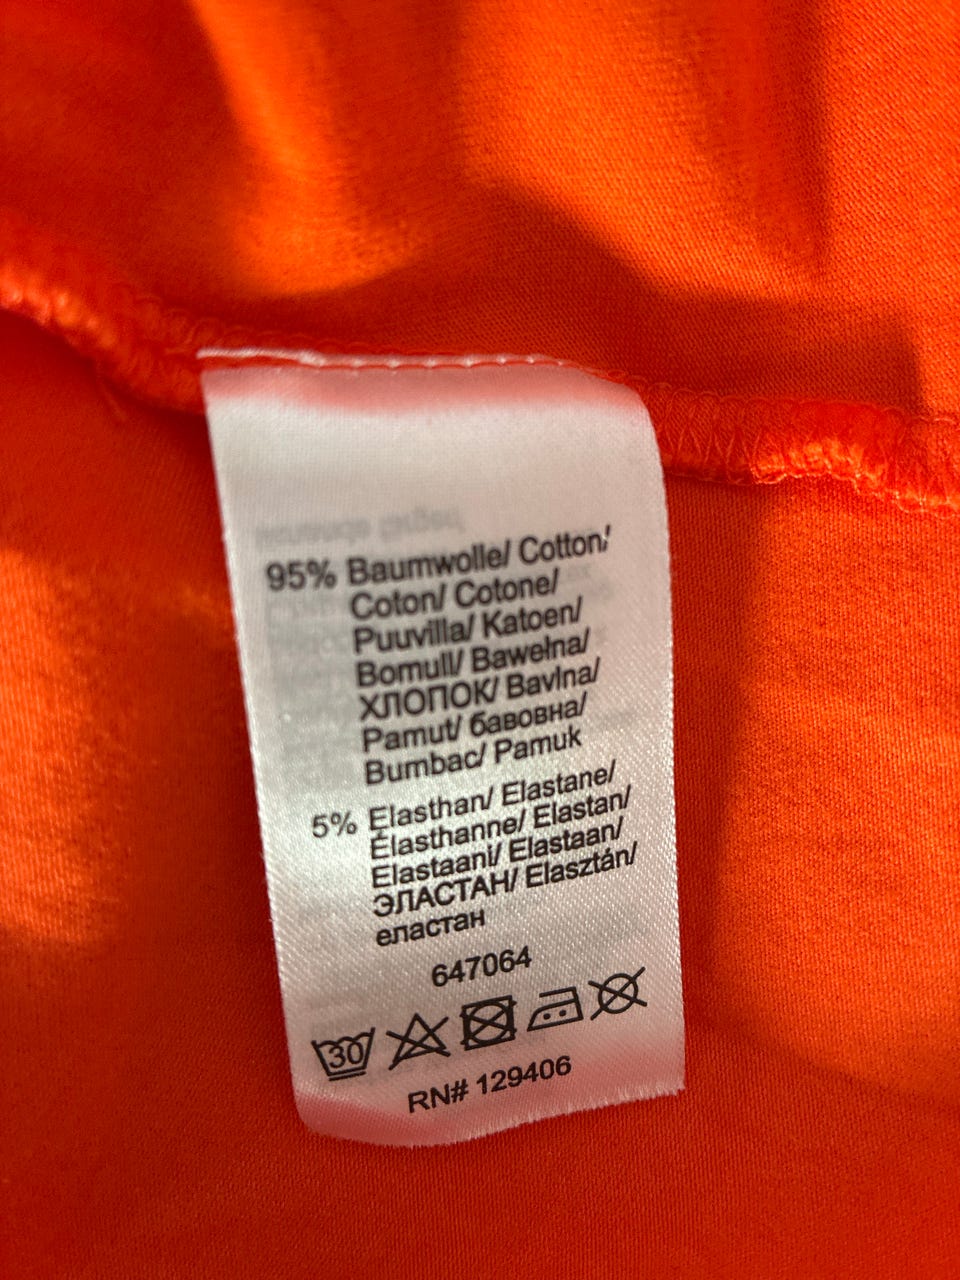 95% Baumwolle/ Cotton/
Coton/ Cotone/
Puuvilla/ Katoen/
Bomull/ Bawełna/
ХЛОПОК/ Bavlna/
Pamut/ бавовна/
Bumbac/ Pamuk
5% Elasthan/ Elastane/
Élasthanne/ Elastan/
Elastaani/ Elastaan/
ЭЛАСТАН/ Elasztán/
еластан
647064
30
RN# 129406